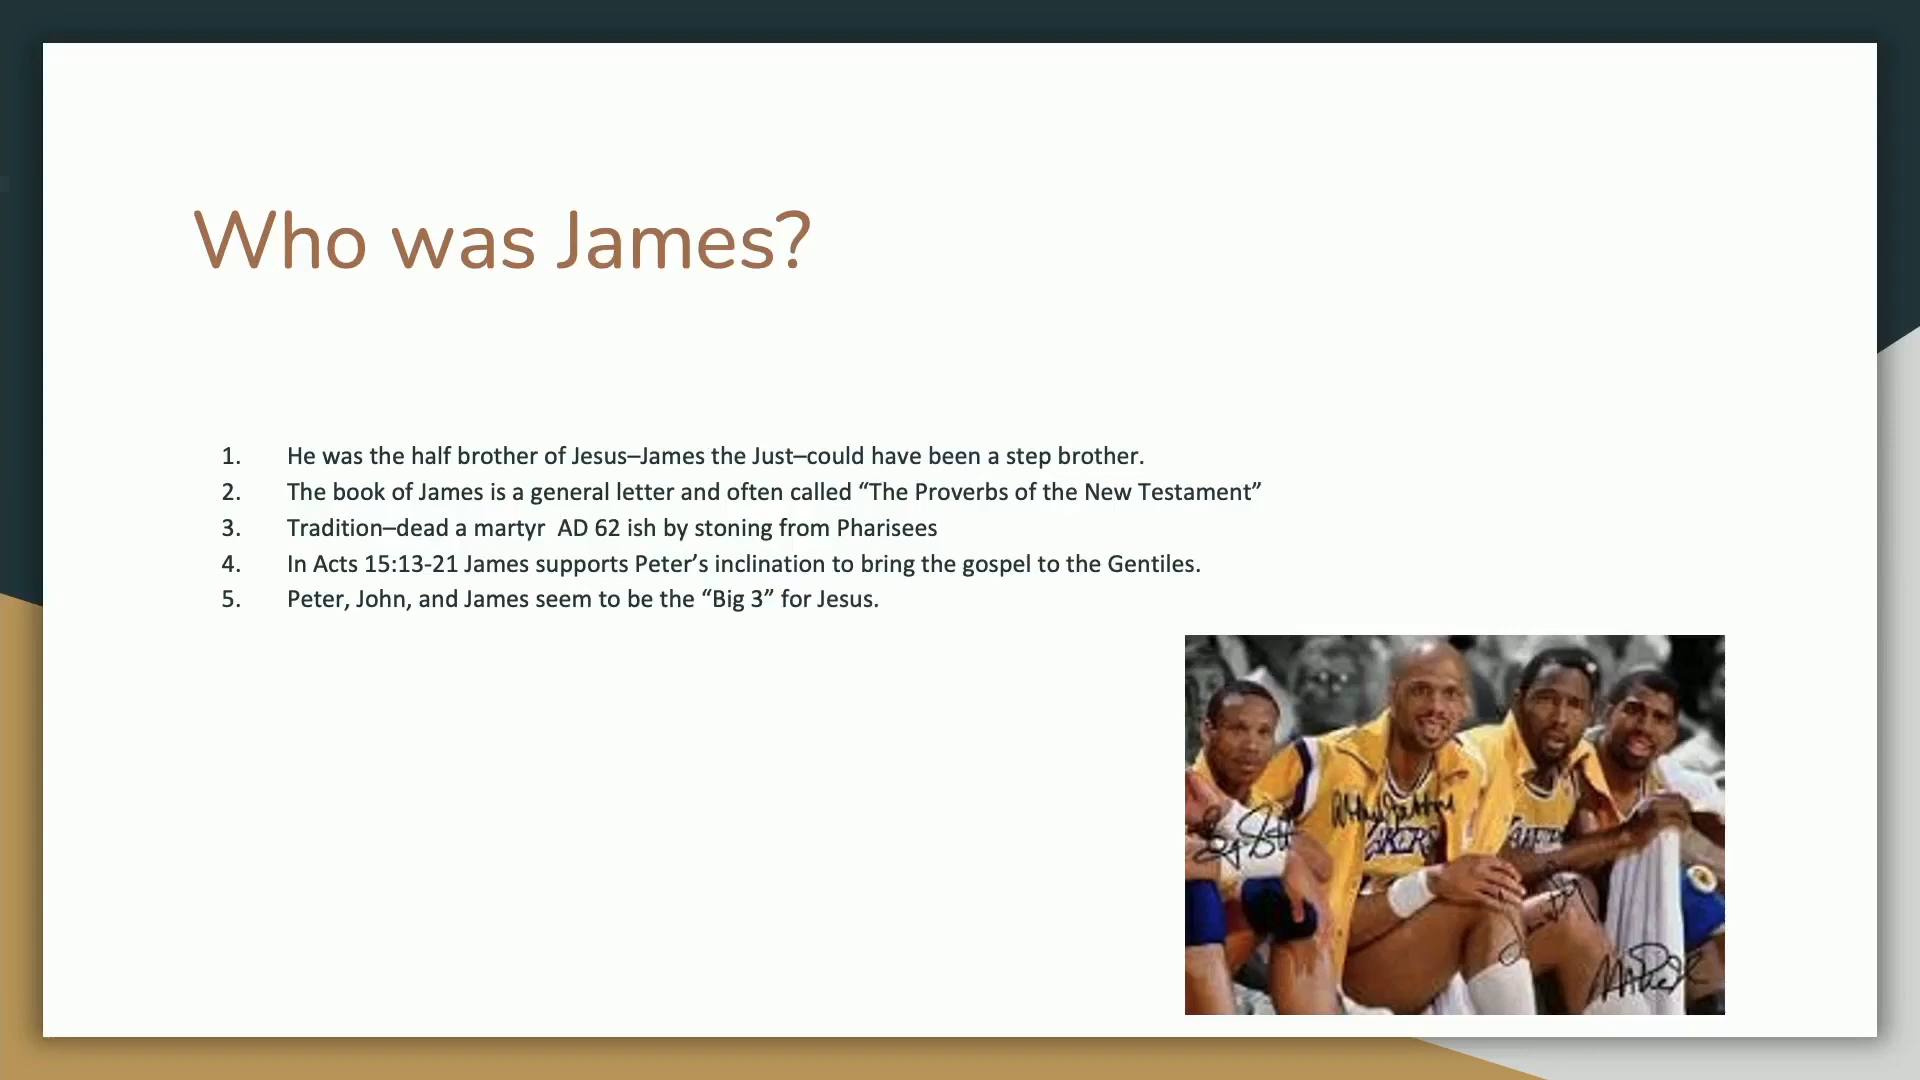 Who was James?
1. He was the half brother of Jesus–James the Just–could have been a step brother.
2. The book of James is a general letter and often called “The Proverbs of the New Testament”
3. Tradition–dead a martyr  AD 62 ish by stoning from Pharisees
4. In Acts 15:13-21 James supports Peter’s inclination to bring the gospel to the Gentiles.
5. Peter, John, and James seem to be the “Big 3” for Jesus.